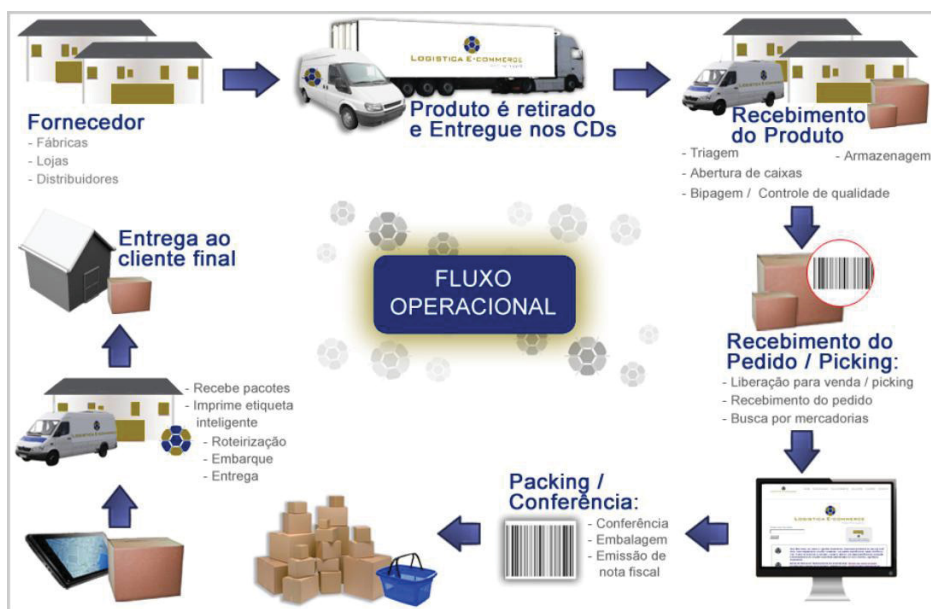 LOGISTICA E-COMMERCE
Fornecedor
- Fábricas
- Lojas
- Distribuidores
Produto é retirado
e Entregue nos CDs
Recebimento
do Produto
- Triagem
- Armazenagem
- Abertura de caixas
- Bipagem / Controle de qualidade
Entrega ao
cliente final
FLUXO
OPERACIONAL
Recebimento do
Pedido / Picking:
- Liberação para venda / picking
- Recebimento do pedido
- Busca por mercadorias
- Recebe pacotes
- Imprime etiqueta
inteligente
- Roteirização
- Embarque
- Entrega
Packing /
Conferência:
- Conferência
- Embalagem
- Emissão de
nota fiscal
LOGISTICA E-COMMERCE